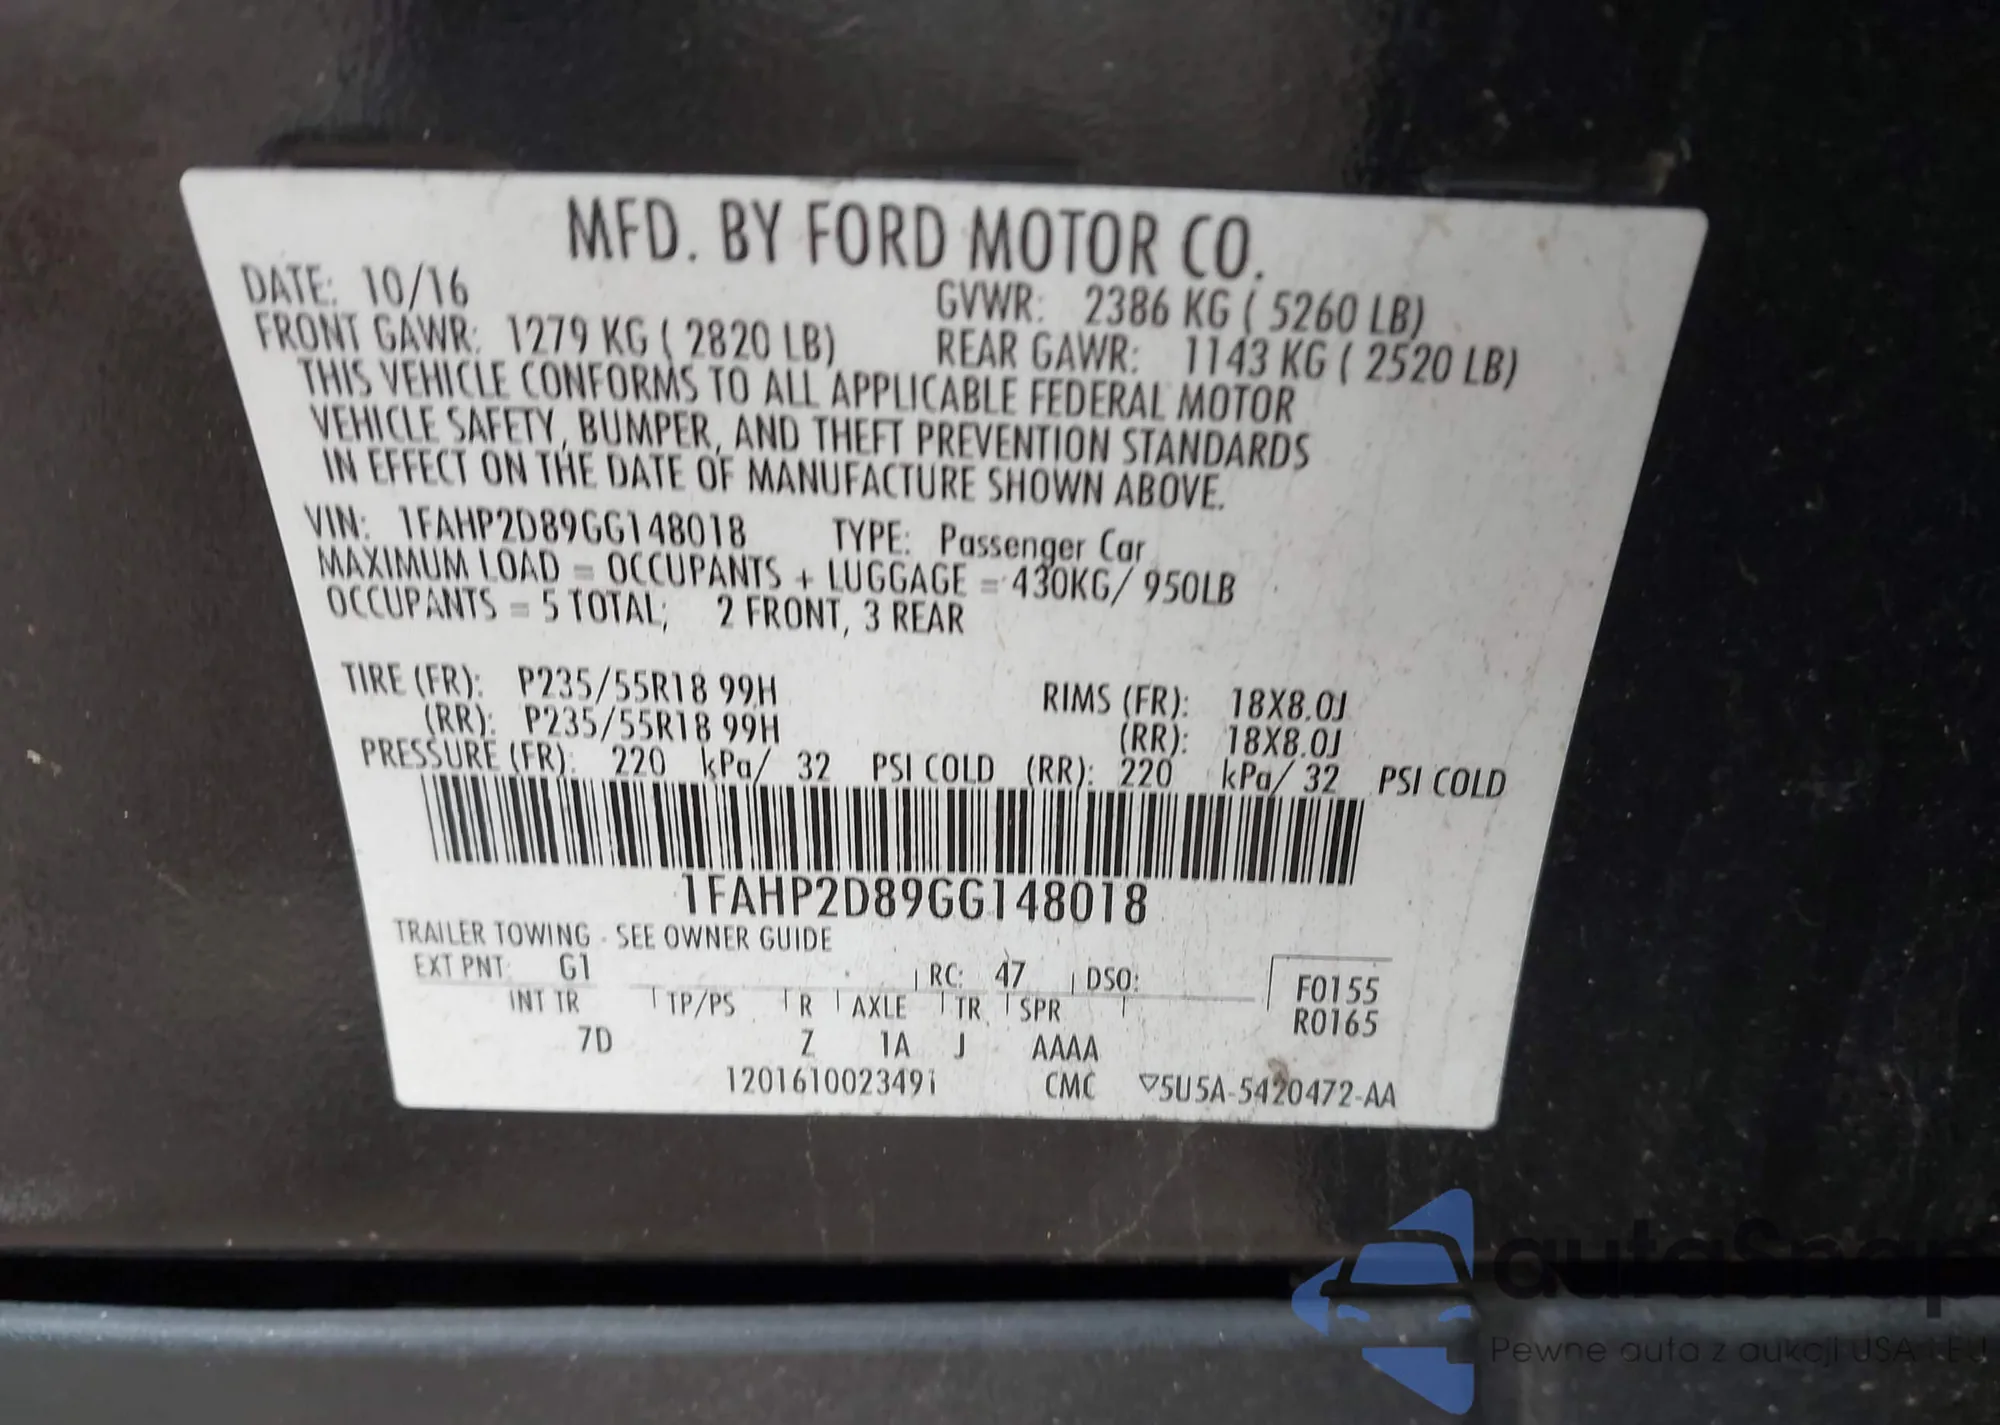 MFD. BY FORD MOTOR CO.
DATE: 10/16 GVWR: 2386 KG ( 5260 LB)
FRONT GAWR: 1279 KG ( 2820 LB) REAR GAWR: 1143 KG ( 2520 LB)
THIS VEHICLE CONFORMS TO ALL APPLICABLE FEDERAL MOTOR
VEHICLE SAFETY, BUMPER, AND THEFT PREVENTION STANDARDS
IN EFFECT ON THE DATE OF MANUFACTURE SHOWN ABOVE.
VIN: 1FAHP2D89GG148018 TYPE: Passenger Car
MAXIMUM LOAD = OCCUPANTS + LUGGAGE = 430KG/ 950LB
OCCUPANTS = 5 TOTAL; 2 FRONT, 3 REAR
TIRE (FR): P235/55R18 99H RIMS (FR): 18X8.0J
(RR): P235/55R18 99H (RR): 18X8.0J
PRESSURE (FR): 220 kPa/ 32 PSI COLD (RR): 220 kPa/ 32 PSI COLD
1FAHP2D89GG148018
TRAILER TOWING - SEE OWNER GUIDE
EXT PNT: G1 RC: 47 DSO: F0155
INT TR TP/PS R AXLE TR SPR R0165
7D Z 1A J AAAA
1201610023491 CMC ▽5U5A-5420472-AA
autaSnap
Pewne auta z aukcji USA i EU